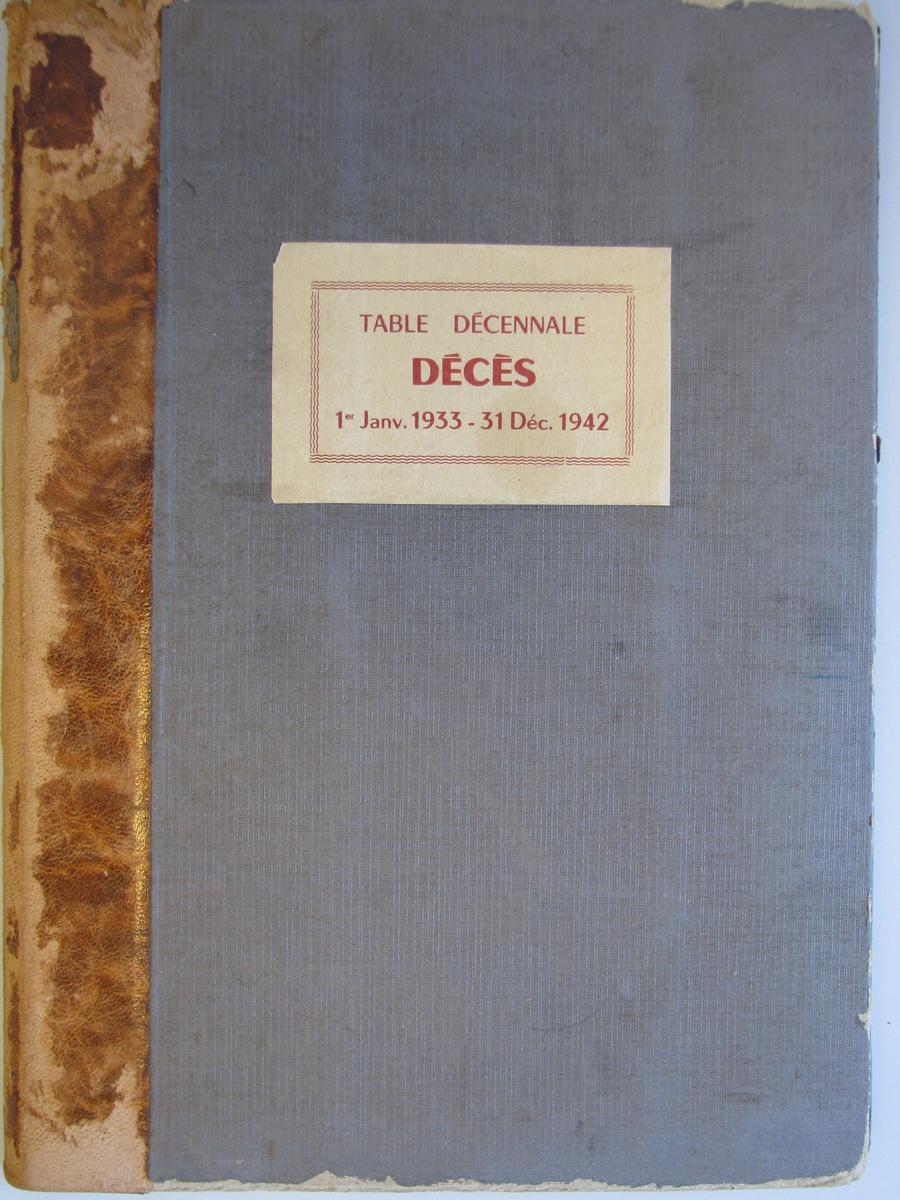 TABLE DÉCENNALE
DÉCÈS
1er Janv. 1933 - 31 Déc. 1942